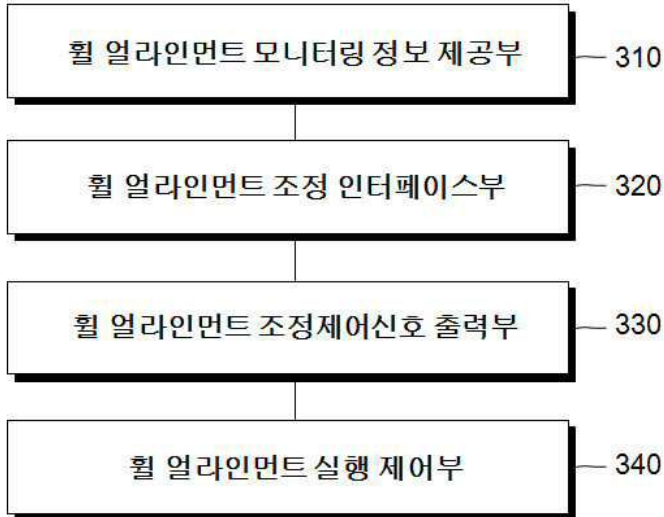 휠 얼라인먼트 모니터링 정보 제공부 310
휠 얼라인먼트 조정 인터페이스부 320
휠 얼라인먼트 조정제어신호 출력부 330
휠 얼라인먼트 실행 제어부 340